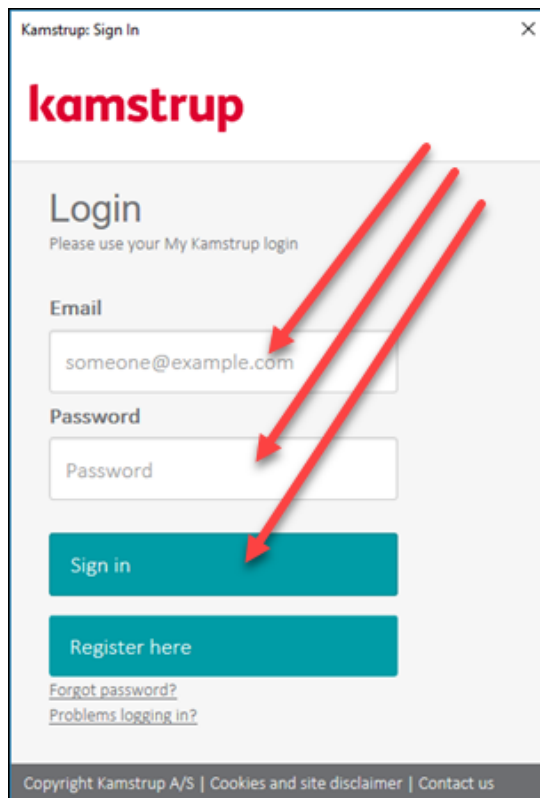 Kamstrup: Sign In
kamstrup
Login
Please use your My Kamstrup login
Email
someone@example.com
Password
Password
Sign in
Register here
Forgot password?
Problems logging in?
Copyright Kamstrup A/S | Cookies and site disclaimer | Contact us